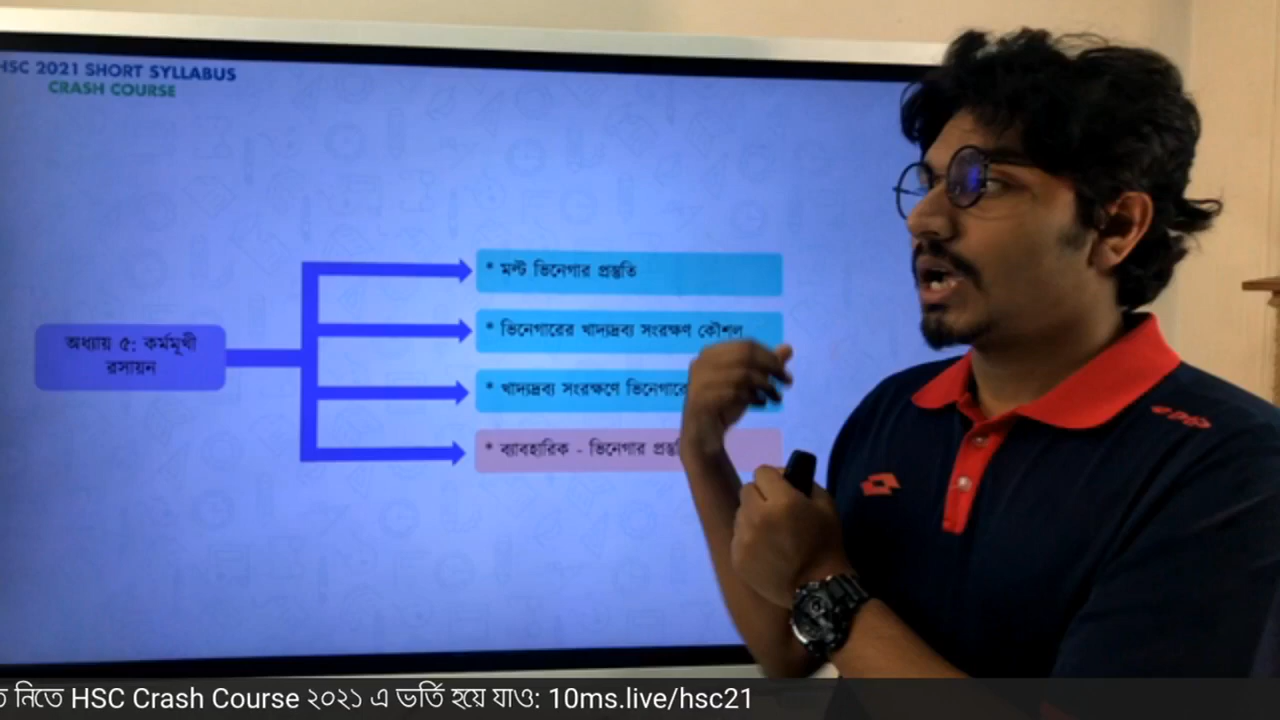 HSC 2021 SHORT SYLLABUS
CRASH COURSE
* মল্ট ভিনেগার প্রস্তুতি
* ভিনেগারের খাদ্যদ্রব্য সংরক্ষণ কৌশল
অধ্যায় ৫: কর্মমূখী
রসায়ন
* খাদ্যদ্রব্য সংরক্ষণে
* ব্যাবহারিক - ভিনেগার
নিতে HSC Crash Course ২০২১ এ ভর্তি হয়ে যাও: 10ms.live/hsc21